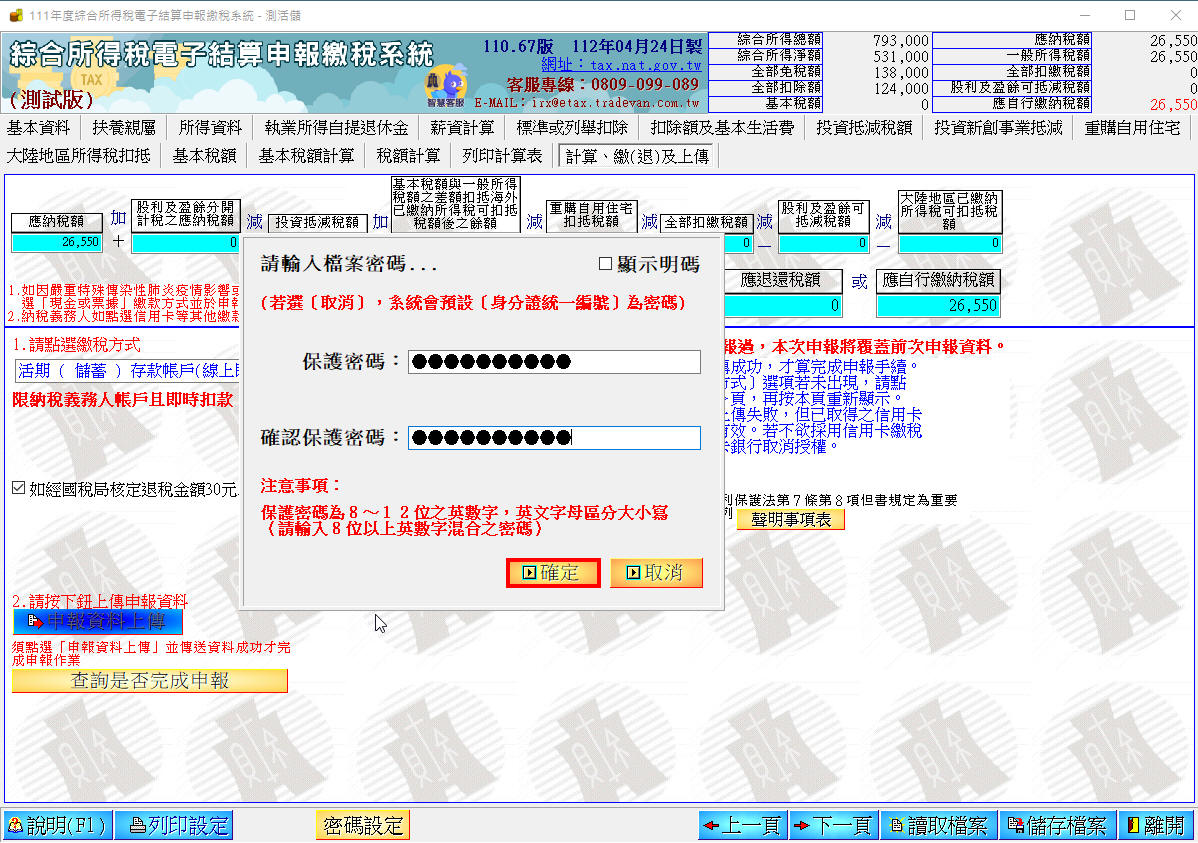 111年度綜合所得稅電子結算申報繳稅系統 - 測活儲
綜合所得稅電子結算申報繳稅系統
TAX
(測試版)
110.67版 112年04月24日製
網址：tax.nat.gov.tw
客服專線：0809-099-089
E-MAIL：irx@etax.tradevan.com.tw
智慧客服
綜合所得總額 793,000 應納稅額 26,550
綜合所得淨額 531,000 一般所得稅額 26,550
全部免稅額 138,000 全部扣繳稅額 0
全部扣除額 124,000 股利及盈餘可抵減稅額 0
基本稅額 0 應自行繳納稅額 26,550
基本資料 扶養親屬 所得資料 執業所得自提退休金 薪資計算 標準或列舉扣除 扣除額及基本生活費 投資抵減稅額 投資新創事業抵減 重購自用住宅
大陸地區所得稅扣抵 基本稅額 基本稅額計算 稅額計算 列印計算表 計算、繳(退)及上傳
應納稅額
26,550
加
＋
股利及盈餘分開
計稅之應納稅額
0
減
投資抵減稅額
加
基本稅額與一般所得
稅額之差額扣抵海外
已繳納所得稅可扣抵
稅額後之餘額
減
重購自用住宅
扣抵稅額
減
全部扣繳稅額
0
減
－
股利及盈餘可
抵減稅額
0
減
－
大陸地區已繳納
所得稅可扣抵稅
額
0
應退還稅額
0
或
應自行繳納稅額
26,550
1.如因嚴重特殊傳染性肺炎疫情影響或
選「現金或票據」繳款方式並於申報
2.納稅義務人如點選信用卡等其他繳款
1.請點選繳稅方式
活期（ 儲蓄 ）存款帳戶(線上
限納稅義務人帳戶且即時扣款
如經國稅局核定退稅金額30元
2.請按下鈕上傳申報資料
申報資料上傳
須點選「申報資料上傳」並傳送資料成功才完
成申報作業
查詢是否完成申報
請輸入檔案密碼...
顯示明碼
(若選〔取消〕，系統會預設〔身分證統一編號〕為密碼)
保護密碼：●●●●●●●●●●
確認保護密碼：●●●●●●●●●●
注意事項：
保護密碼為８～１２位之英數字，英文字母區分大小寫
（請輸入８位以上英數字混合之密碼）
確定
取消
報過，本次申報將覆蓋前次申報資料。
成功，才算完成申報手續。
式〕選項若未出現，請點
頁，再按本頁重新顯示。
傳失敗，但已取得之信用卡
有效。若不欲採用信用卡繳稅
銀行取消授權。
利保護法第７條第８項但書規定為重要
列
聲明事項表
說明(F1) 列印設定 密碼設定 上一頁 下一頁 讀取檔案 儲存檔案 離開